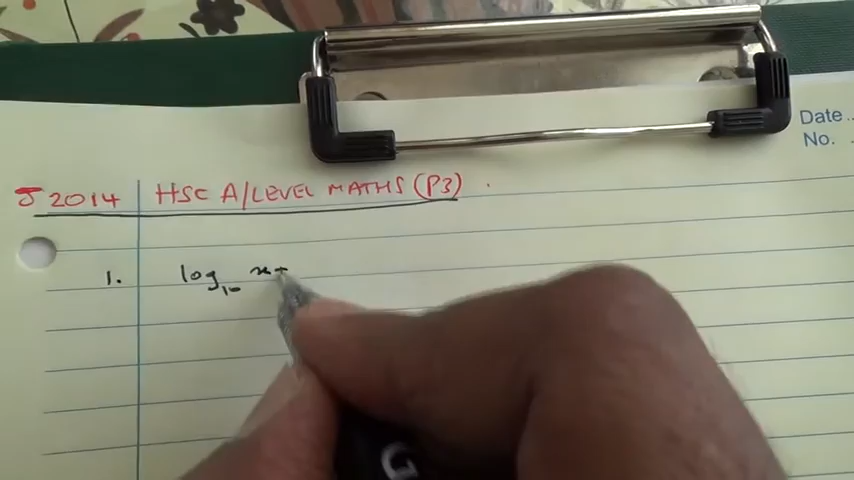 Date..
No.
J 2014 HSC A/LEVEL MATHS (P3).
1. log₁₀ x
G